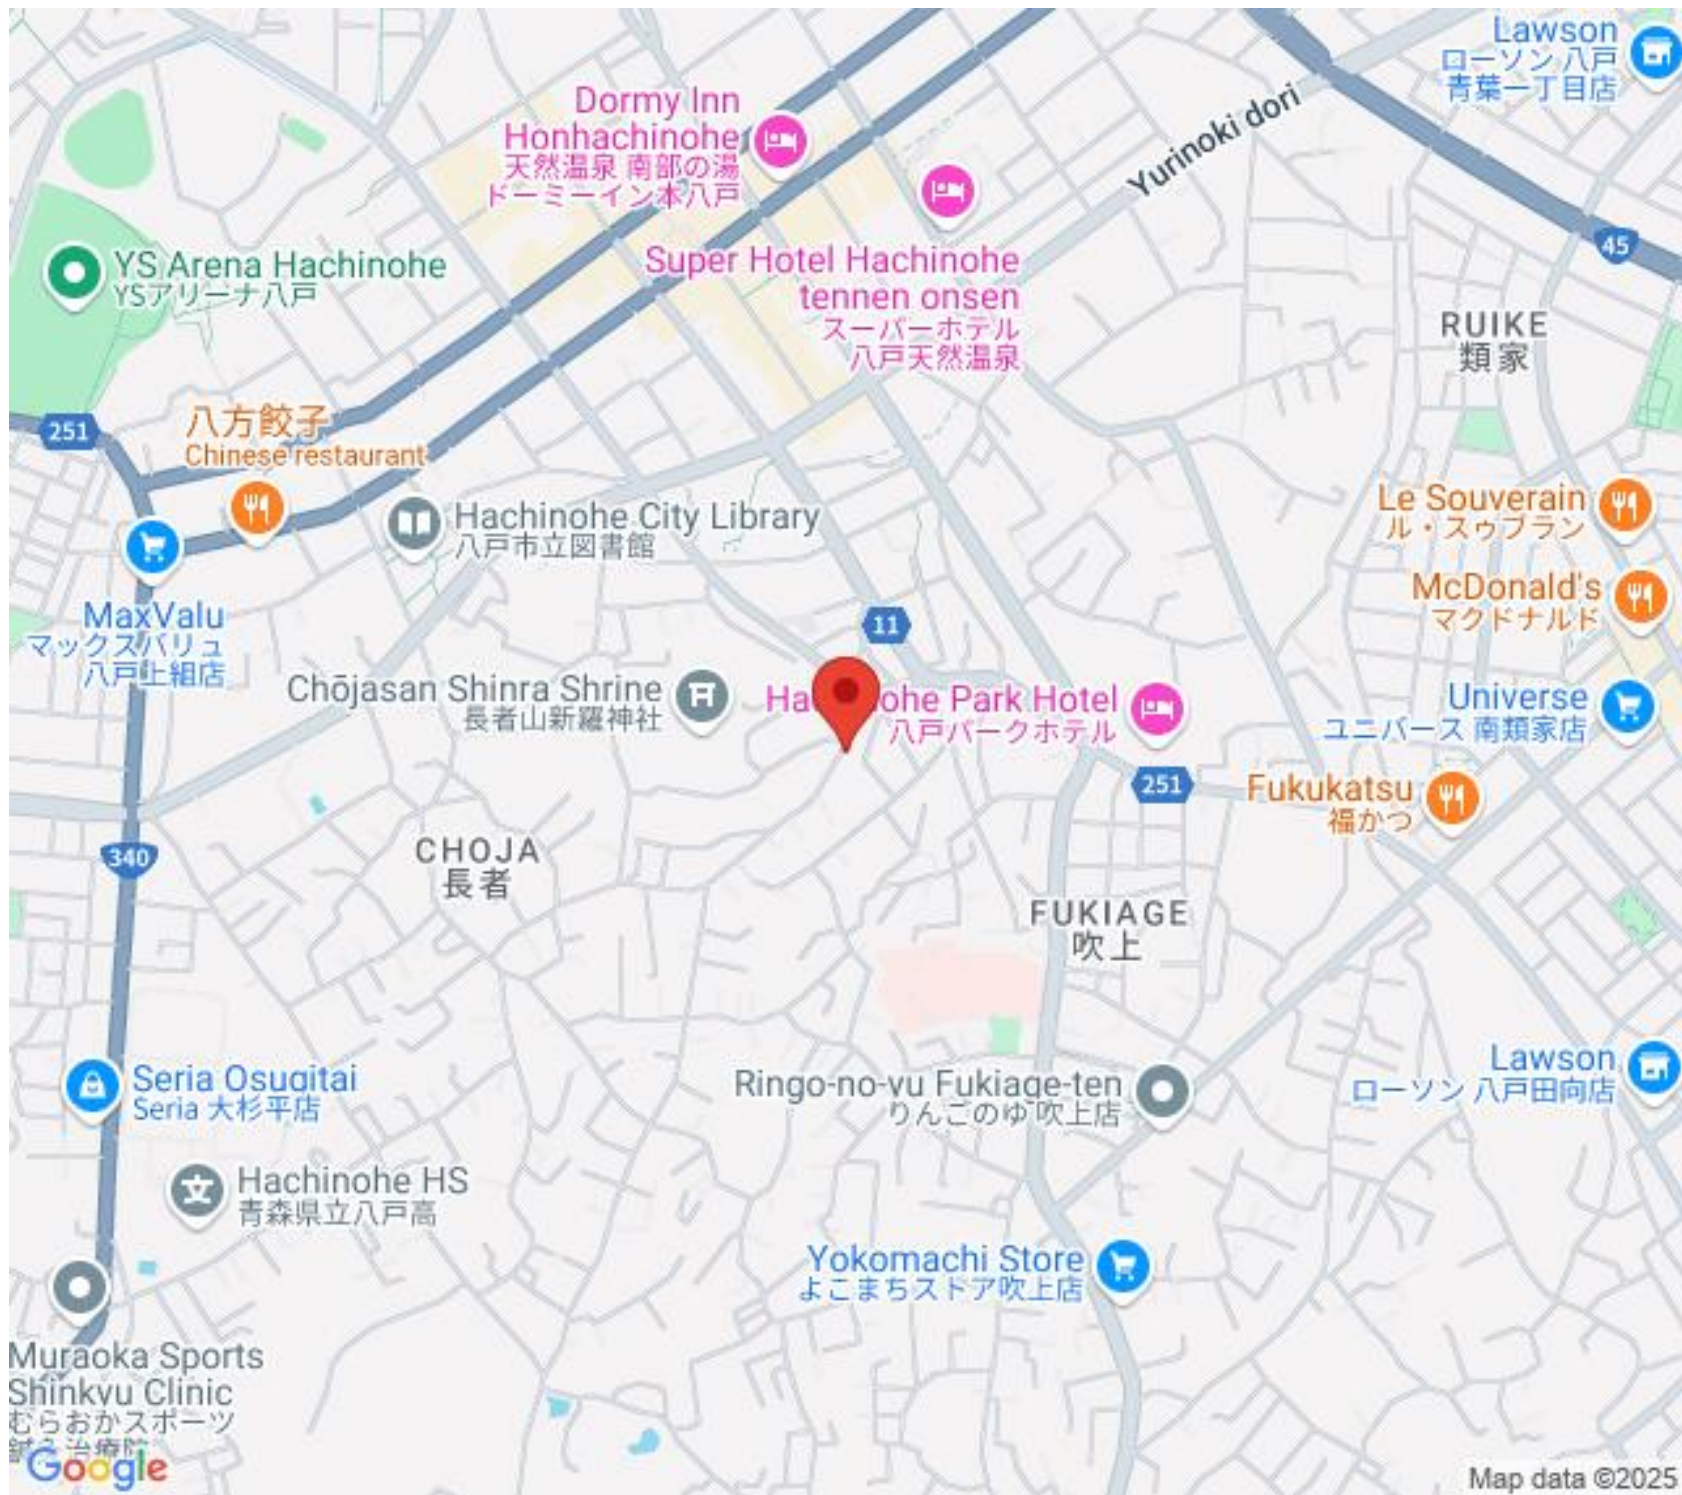 Lawson
ローソン 八戸
青葉一丁目店
Dormy Inn
Honhachinohe
天然温泉 南部の湯
ドーミーイン本八戸
Yurinoki dori
45
YS Arena Hachinohe
YSアリーナ八戸
Super Hotel Hachinohe
tennen onsen
スーパーホテル
八戸天然温泉
RUIKE
類家
251
八方餃子
Chinese restaurant
Hachinohe City Library
八戸市立図書館
Le Souverain
ル・スゥブラン
McDonald's
マクドナルド
MaxValu
マックスバリュ
八戸上組店
11
Chōjasan Shinra Shrine
長者山新羅神社
Park Hotel
八戸パークホテル
Universe
ユニバース 南類家店
251
Fukukatsu
福かつ
340
CHOJA
長者
FUKIAGE
吹上
Seria Osugitai
Seria 大杉平店
Ringo-no-yu Fukiage-ten
りんごのゆ 吹上店
Lawson
ローソン 八戸田向店
Hachinohe HS
青森県立八戸高
Yokomachi Store
よこまちストア吹上店
Muraoka Sports
Shinkyu Clinic
むらおかスポーツ
Google
Map data ©2025